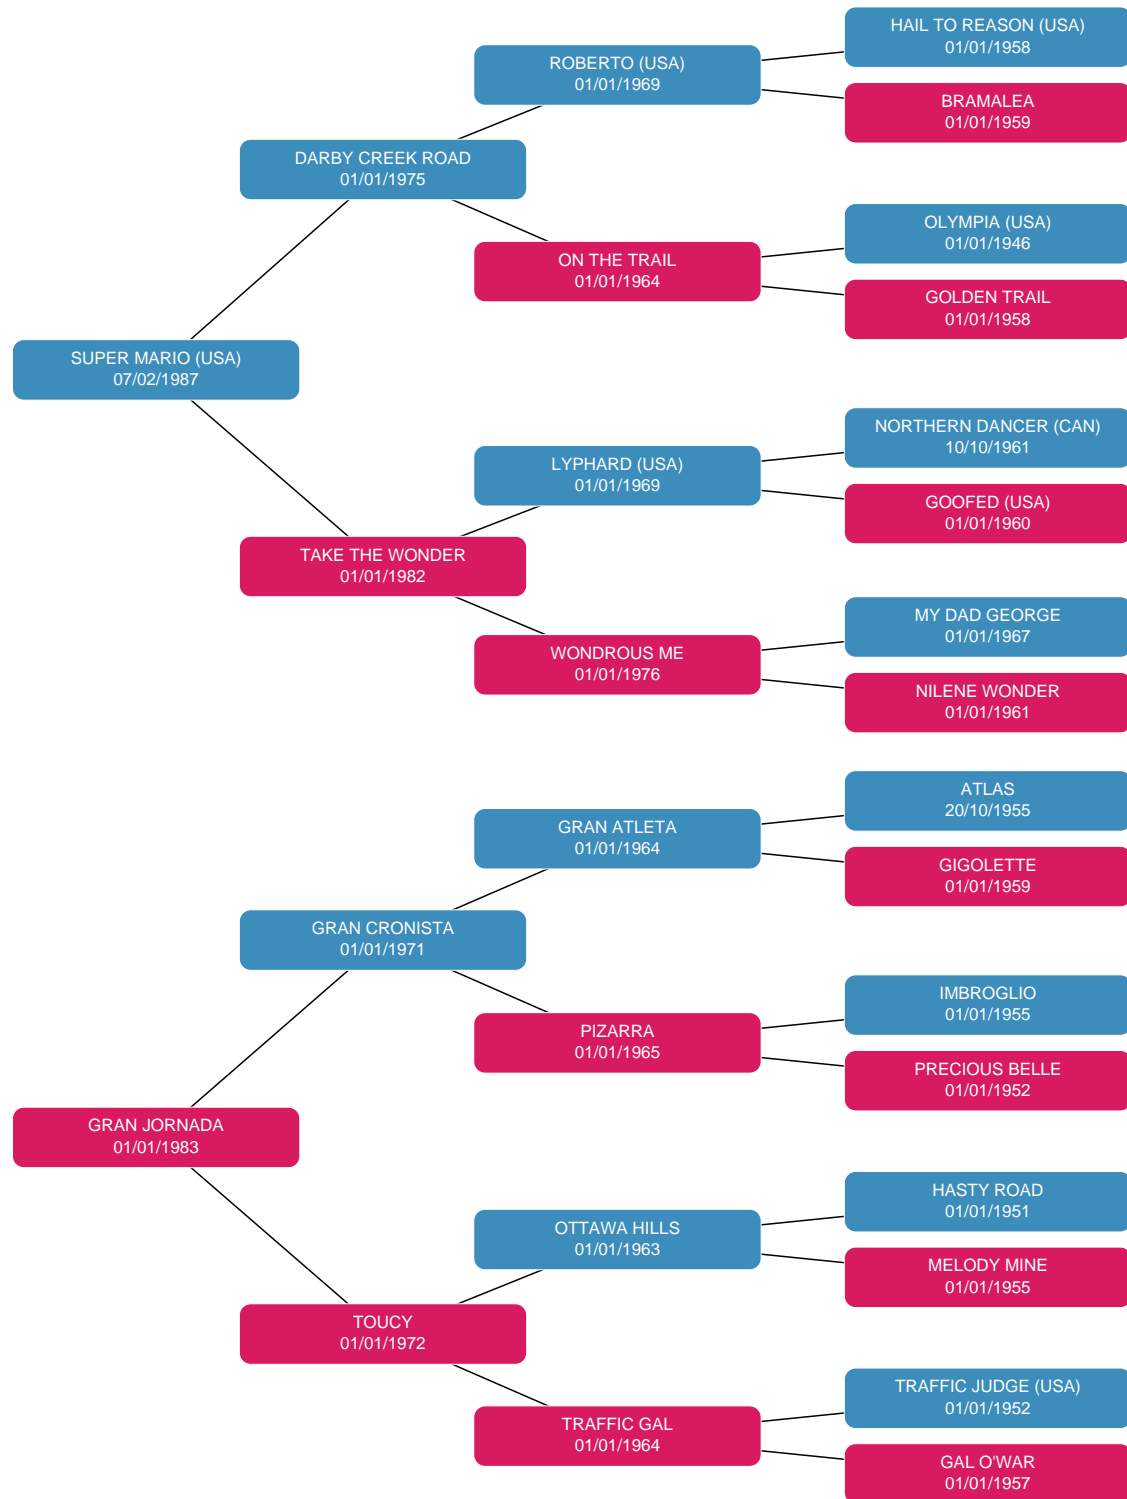 HAIL TO REASON (USA)
01/01/1958
ROBERTO (USA)
01/01/1969
BRAMALEA
01/01/1959
DARBY CREEK ROAD
01/01/1975
OLYMPIA (USA)
01/01/1946
ON THE TRAIL
01/01/1964
GOLDEN TRAIL
01/01/1958
SUPER MARIO (USA)
07/02/1987
NORTHERN DANCER (CAN)
10/10/1961
LYPHARD (USA)
01/01/1969
GOOFED (USA)
01/01/1960
TAKE THE WONDER
01/01/1982
MY DAD GEORGE
01/01/1967
WONDROUS ME
01/01/1976
NILENE WONDER
01/01/1961
ATLAS
20/10/1955
GRAN ATLETA
01/01/1964
GIGOLETTE
01/01/1959
GRAN CRONISTA
01/01/1971
IMBROGLIO
01/01/1955
PIZARRA
01/01/1965
PRECIOUS BELLE
01/01/1952
GRAN JORNADA
01/01/1983
HASTY ROAD
01/01/1951
OTTAWA HILLS
01/01/1963
MELODY MINE
01/01/1955
TOUCY
01/01/1972
TRAFFIC JUDGE (USA)
01/01/1952
TRAFFIC GAL
01/01/1964
GAL O'WAR
01/01/1957